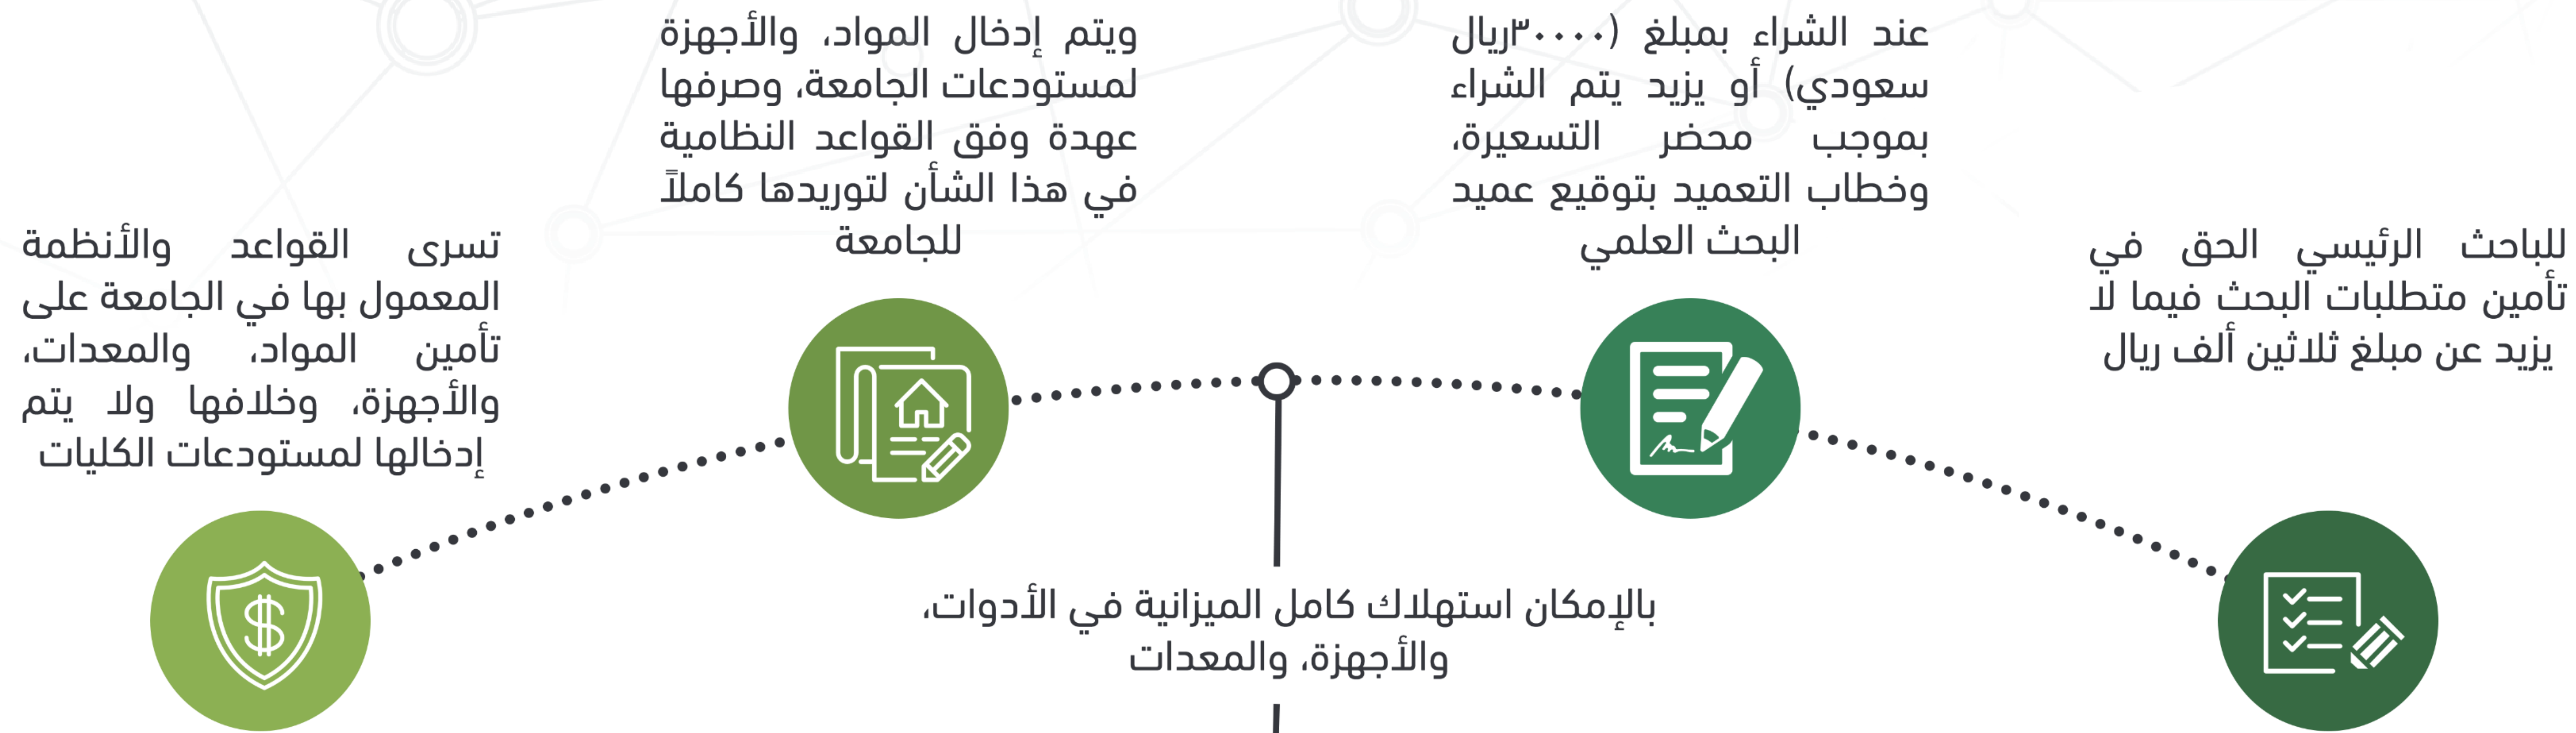 للباحث الرئيسي الحق في
تأمين متطلبات البحث فيما لا
يزيد عن مبلغ ثلاثين ألف ريال
عند الشراء بمبلغ (٣٠٠٠٠ريال
سعودي) أو يزيد يتم الشراء
بموجب محضر التسعيرة،
وخطاب التعميد بتوقيع عميد
البحث العلمي
ويتم إدخال المواد، والأجهزة
لمستودعات الجامعة، وصرفها
عهدة وفق القواعد النظامية
في هذا الشأن لتوريدها كاملاً
للجامعة
تسرى القواعد والأنظمة
المعمول بها في الجامعة على
تأمين المواد، والمعدات،
والأجهزة، وخلافها ولا يتم
إدخالها لمستودعات الكليات
بالإمكان استهلاك كامل الميزانية في الأدوات،
والأجهزة، والمعدات